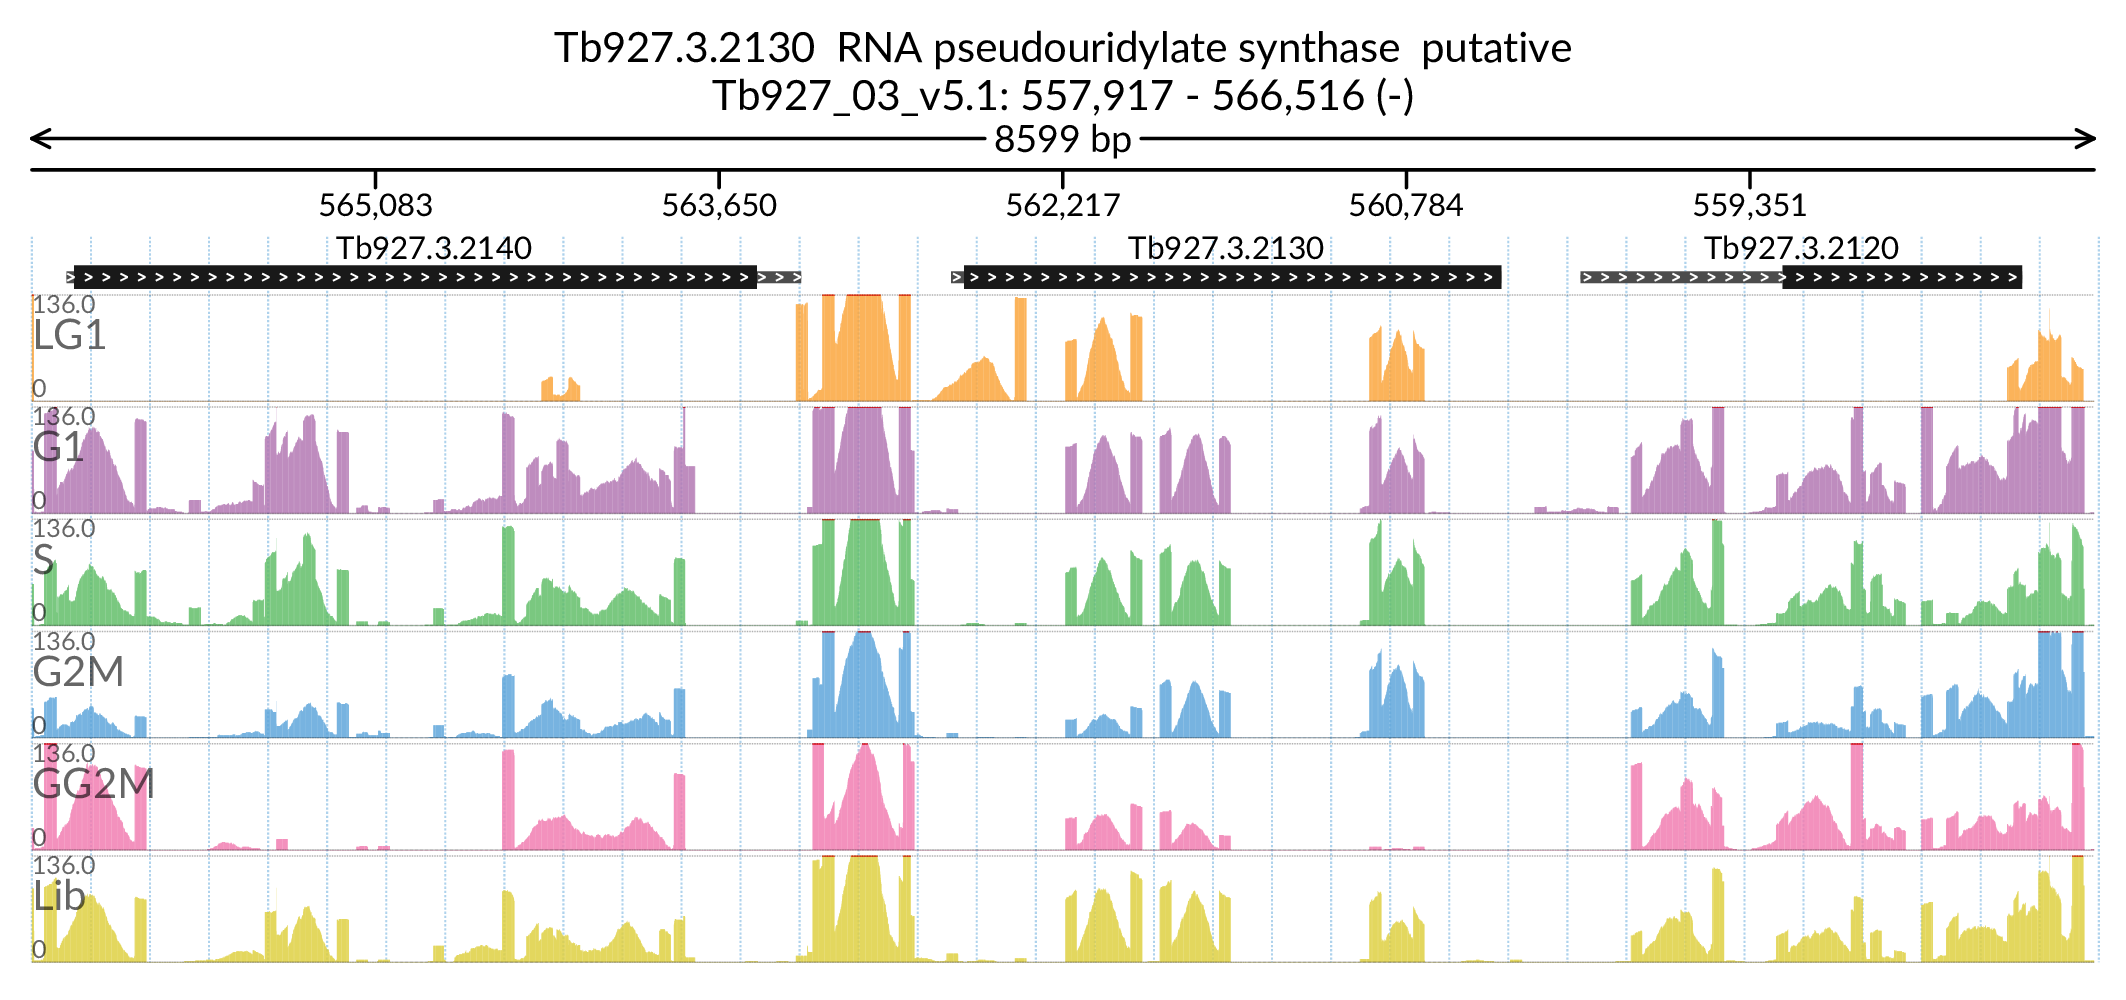 Tb927.3.2130  RNA pseudouridylate synthase  putative
Tb927_03_v5.1: 557,917 - 566,516 (-)
8599 bp
565,083 563,650 562,217 560,784 559,351
Tb927.3.2140 Tb927.3.2130 Tb927.3.2120
136.0
LG1
0
136.0
G1
0
136.0
S
0
136.0
G2M
0
136.0
GG2M
0
136.0
Lib
0